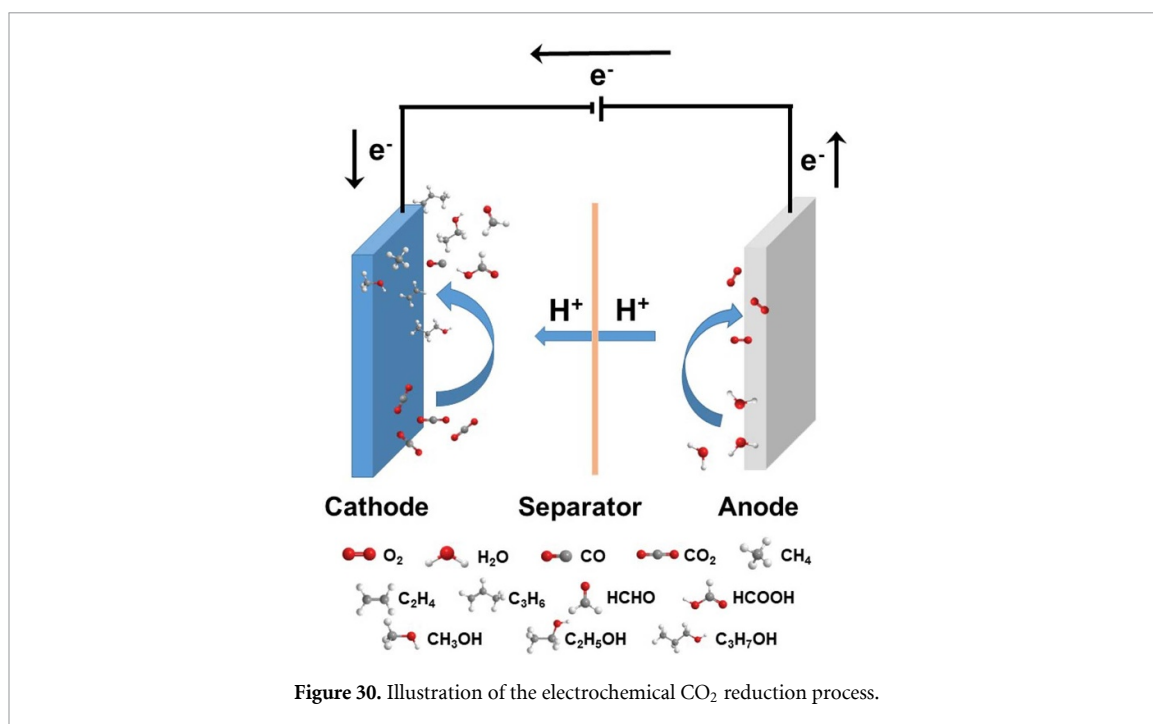 e⁻
e⁻
e⁻
H⁺ H⁺
Cathode Separator Anode
O₂ H₂O CO CO₂ CH₄
C₂H₄ C₃H₆ HCHO HCOOH
CH₃OH C₂H₅OH C₃H₇OH
Figure 30. Illustration of the electrochemical CO₂ reduction process.